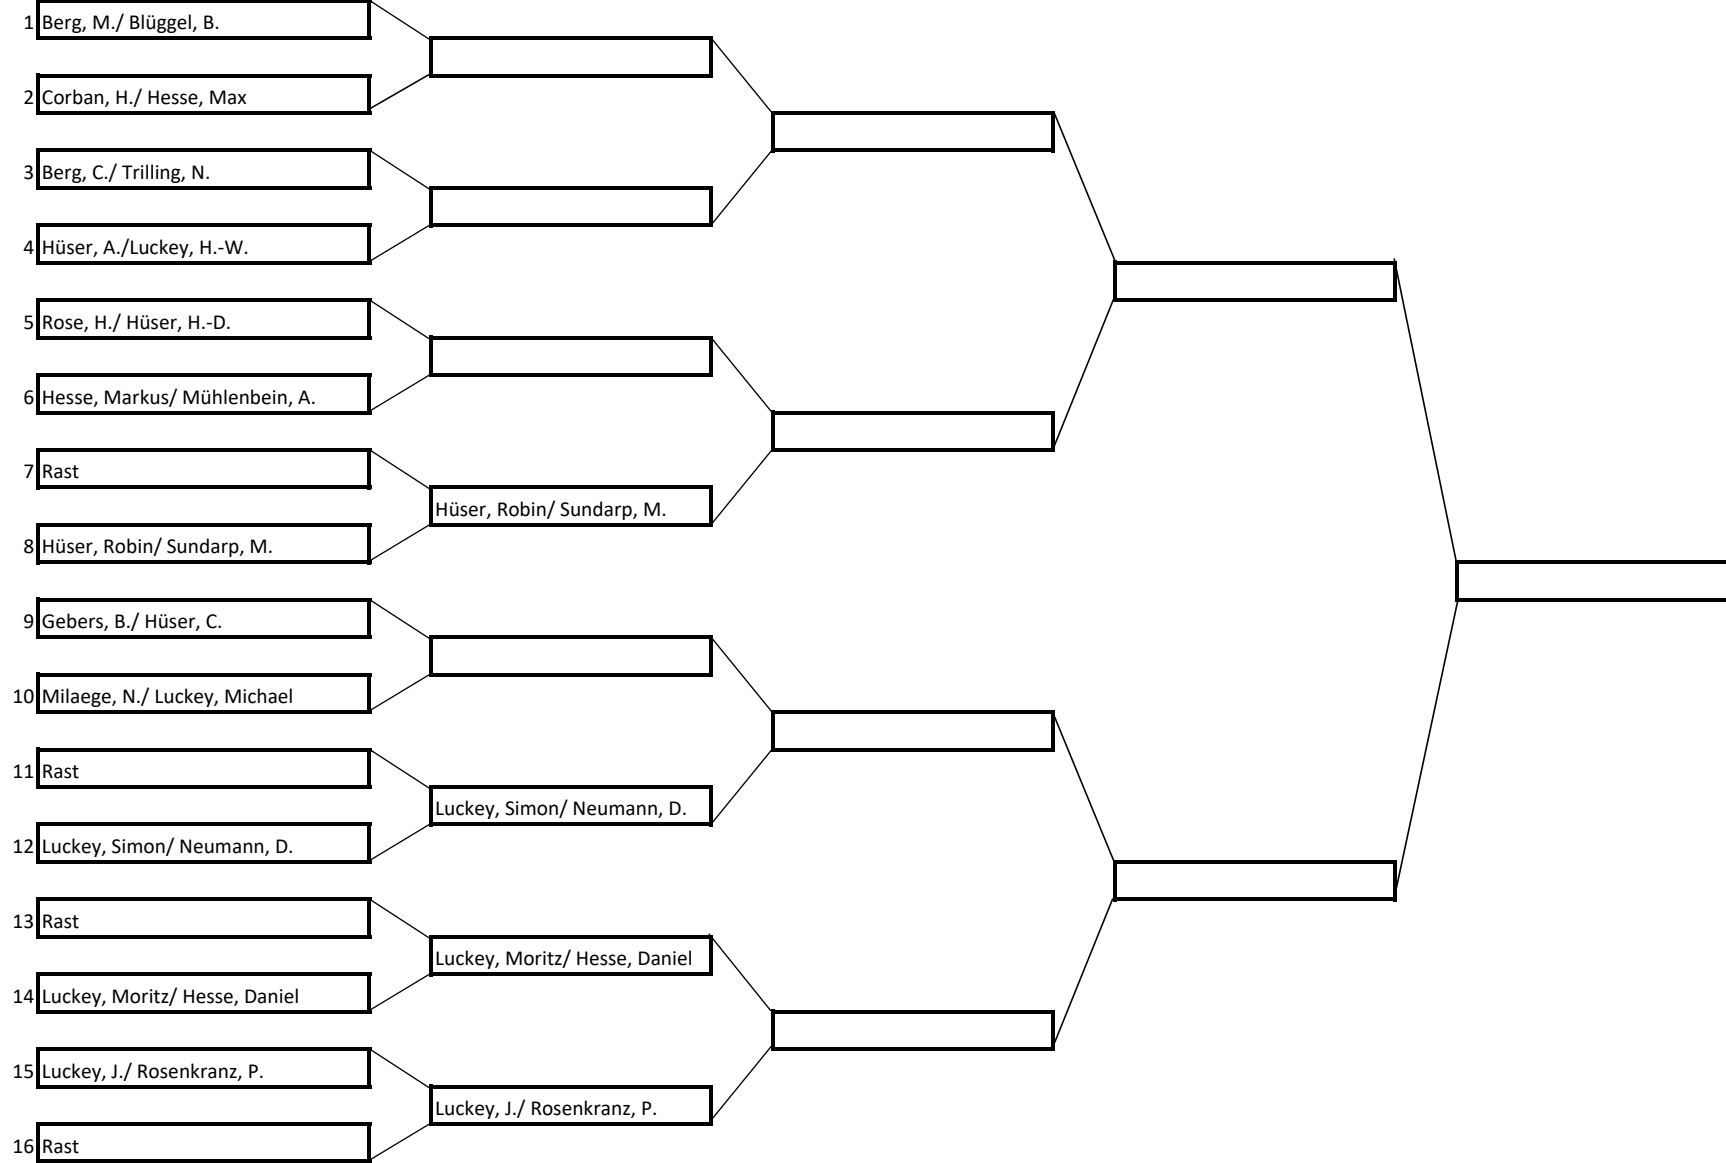 1 Berg, M./ Blüggel, B.
2 Corban, H./ Hesse, Max
3 Berg, C./ Trilling, N.
4 Hüser, A./Luckey, H.-W.
5 Rose, H./ Hüser, H.-D.
6 Hesse, Markus/ Mühlenbein, A.
7 Rast
Hüser, Robin/ Sundarp, M.
8 Hüser, Robin/ Sundarp, M.
9 Gebers, B./ Hüser, C.
10 Milaege, N./ Luckey, Michael
11 Rast
Luckey, Simon/ Neumann, D.
12 Luckey, Simon/ Neumann, D.
13 Rast
Luckey, Moritz/ Hesse, Daniel
14 Luckey, Moritz/ Hesse, Daniel
15 Luckey, J./ Rosenkranz, P.
Luckey, J./ Rosenkranz, P.
16 Rast